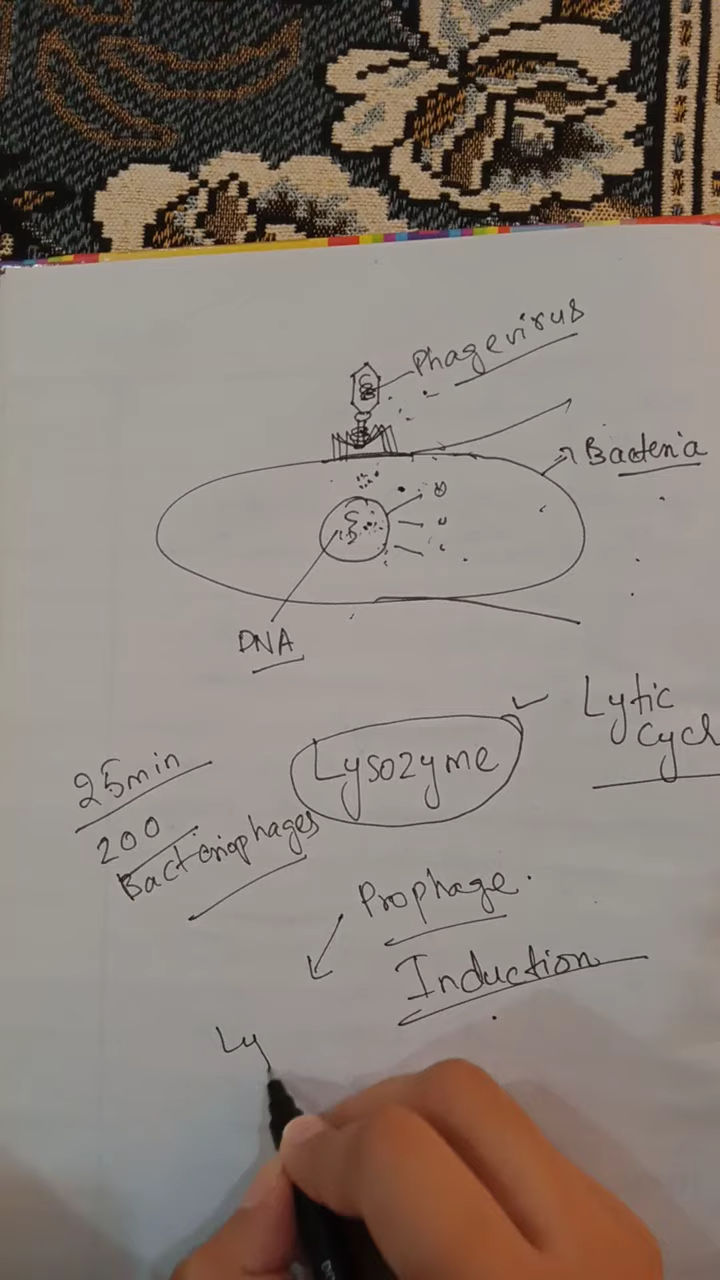 Phagevirus
Bacteria
DNA
Lytic
Cycl
Lysozyme
25min
200
Bacteriophages
Prophage.
Induction
Ly